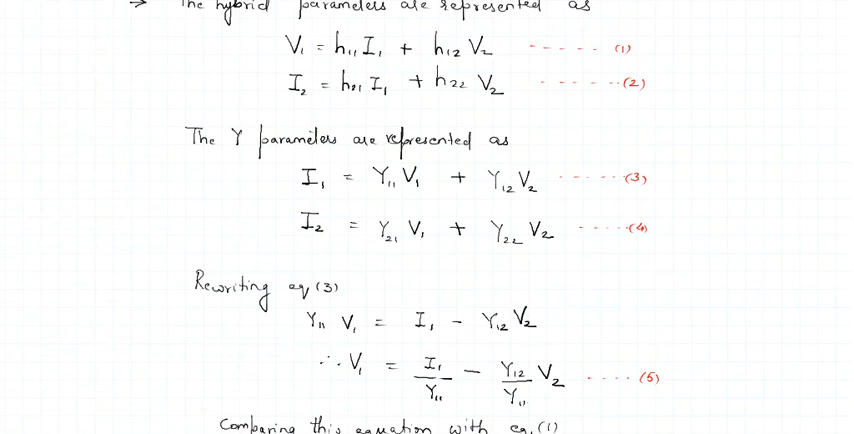 → The hybrid parameters are represented as
V₁ = h₁₁ I₁ + h₁₂ V₂ ----- (1)
I₂ = h₂₁ I₁ + h₂₂ V₂ ------(2)
The Y parameters are represented as
I₁ = Y₁₁ V₁ + Y₁₂ V₂ ------(3)
I₂ = Y₂₁ V₁ + Y₂₂ V₂ -----(4)
Rewriting eq (3)
Y₁₁ V₁ = I₁ - Y₁₂ V₂
∴ V₁ = I₁/Y₁₁ - Y₁₂/Y₁₁ V₂ ---- (5)
Comparing this equation with eq.(1)